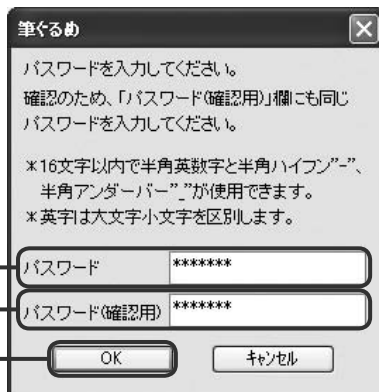 筆ぐるめ
パスワードを入力してください。
確認のため、「パスワード(確認用)」欄にも同じ
パスワードを入力してください。
*16文字以内で半角英数字と半角ハイフン"-"、
半角アンダーバー"_"が使用できます。
*英字は大文字小文字を区別します。
パスワード *******
パスワード(確認用) *******
OK キャンセル